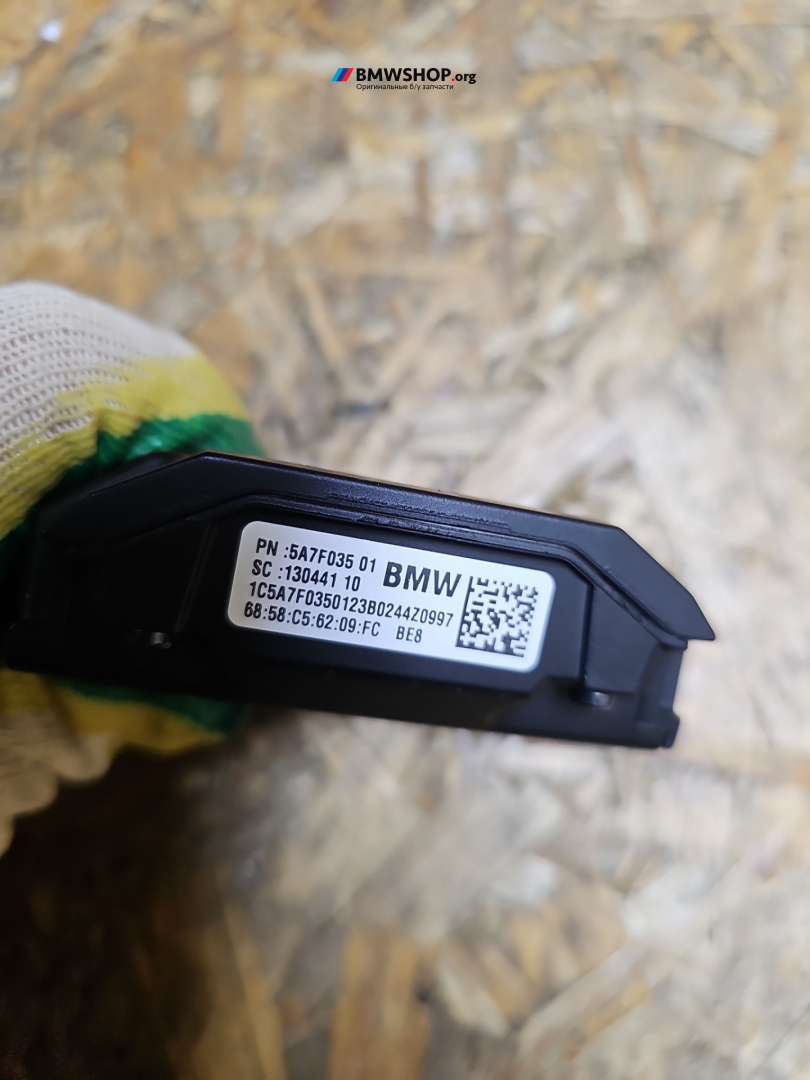 BMWSHOP.org
Оригинальные б/у запчасти
PN :5A7F035 01
SC :130441 10
BMW
1C5A7F0350123B0244Z0997
68:58:C5:62:09:FC BE8